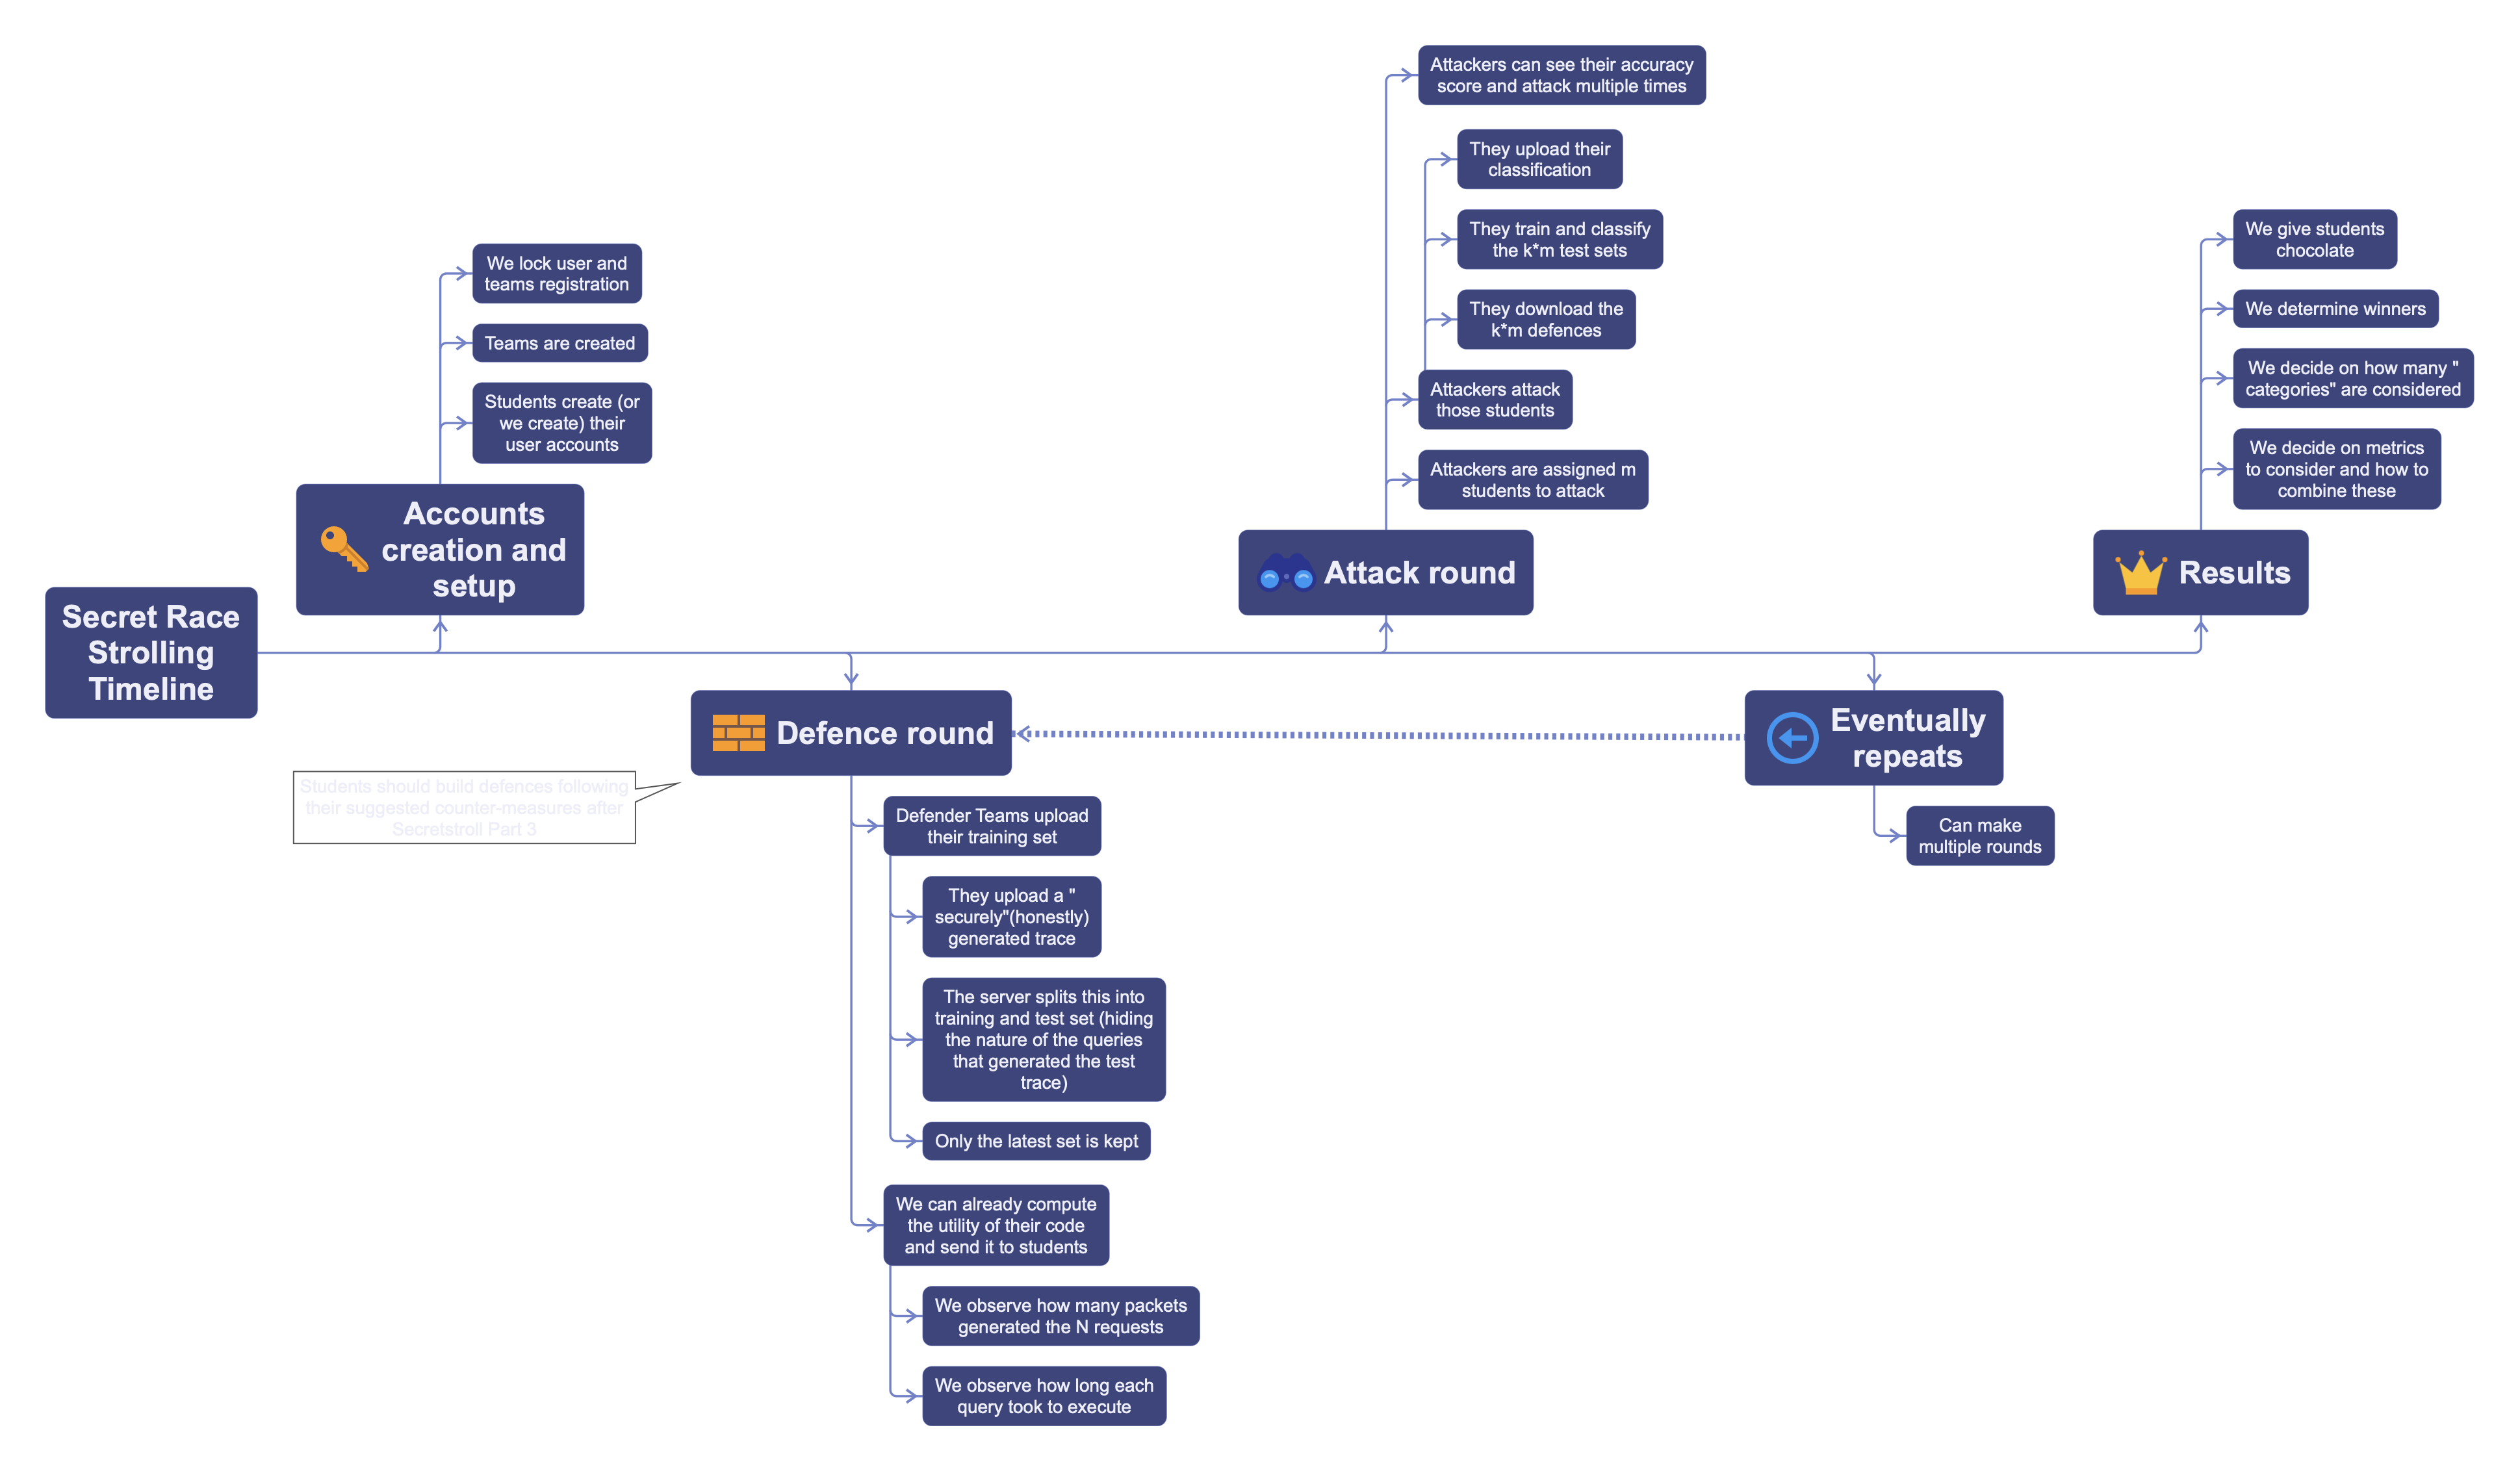 Secret Race
Strolling
Timeline
Accounts
creation and
setup
We lock user and
teams registration
Teams are created
Students create (or
we create) their
user accounts
Defence round
Students should build defences following
their suggested counter-measures after
Secretstroll Part 3
Defender Teams upload
their training set
They upload a "
securely"(honestly)
generated trace
The server splits this into
training and test set (hiding
the nature of the queries
that generated the test
trace)
Only the latest set is kept
We can already compute
the utility of their code
and send it to students
We observe how many packets
generated the N requests
We observe how long each
query took to execute
Attack round
Attackers can see their accuracy
score and attack multiple times
They upload their
classification
They train and classify
the k*m test sets
They download the
k*m defences
Attackers attack
those students
Attackers are assigned m
students to attack
Eventually
repeats
Can make
multiple rounds
Results
We give students
chocolate
We determine winners
We decide on how many "
categories" are considered
We decide on metrics
to consider and how to
combine these